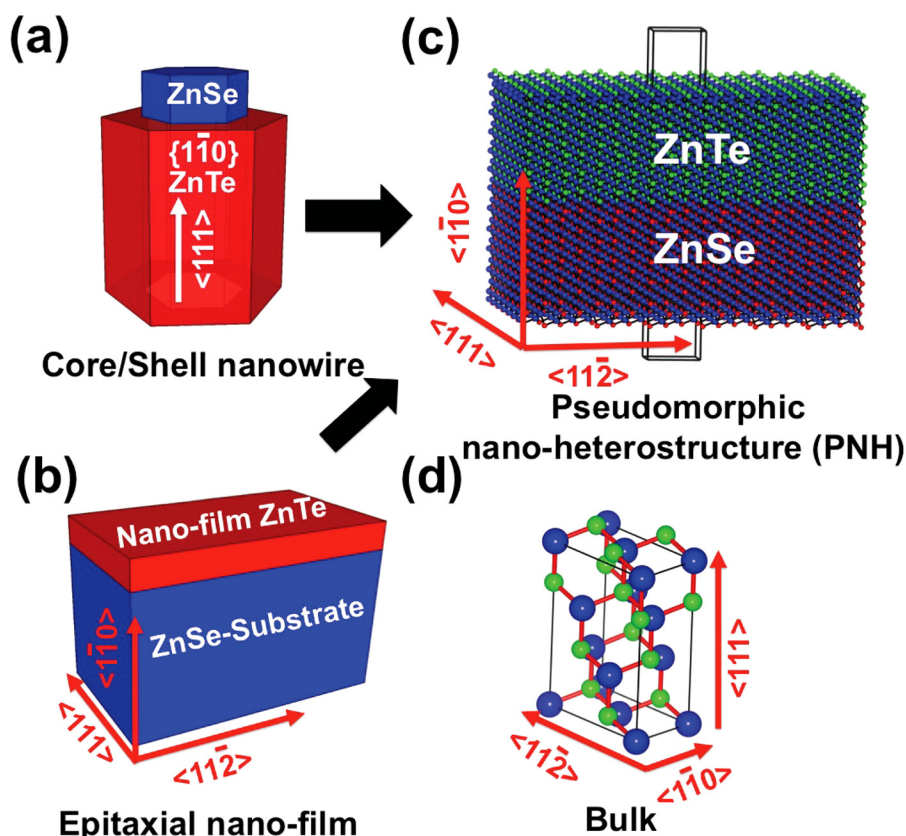 (a)
ZnSe
{11̄0}
ZnTe
<111>
Core/Shell nanowire
(c)
ZnTe
ZnSe
<11̄0>
<111>
<112̄>
Pseudomorphic
nano-heterostructure (PNH)
(b)
Nano-film ZnTe
ZnSe-Substrate
<11̄0>
<111>
<112̄>
Epitaxial nano-film
(d)
<111>
<112̄>
<11̄0>
Bulk